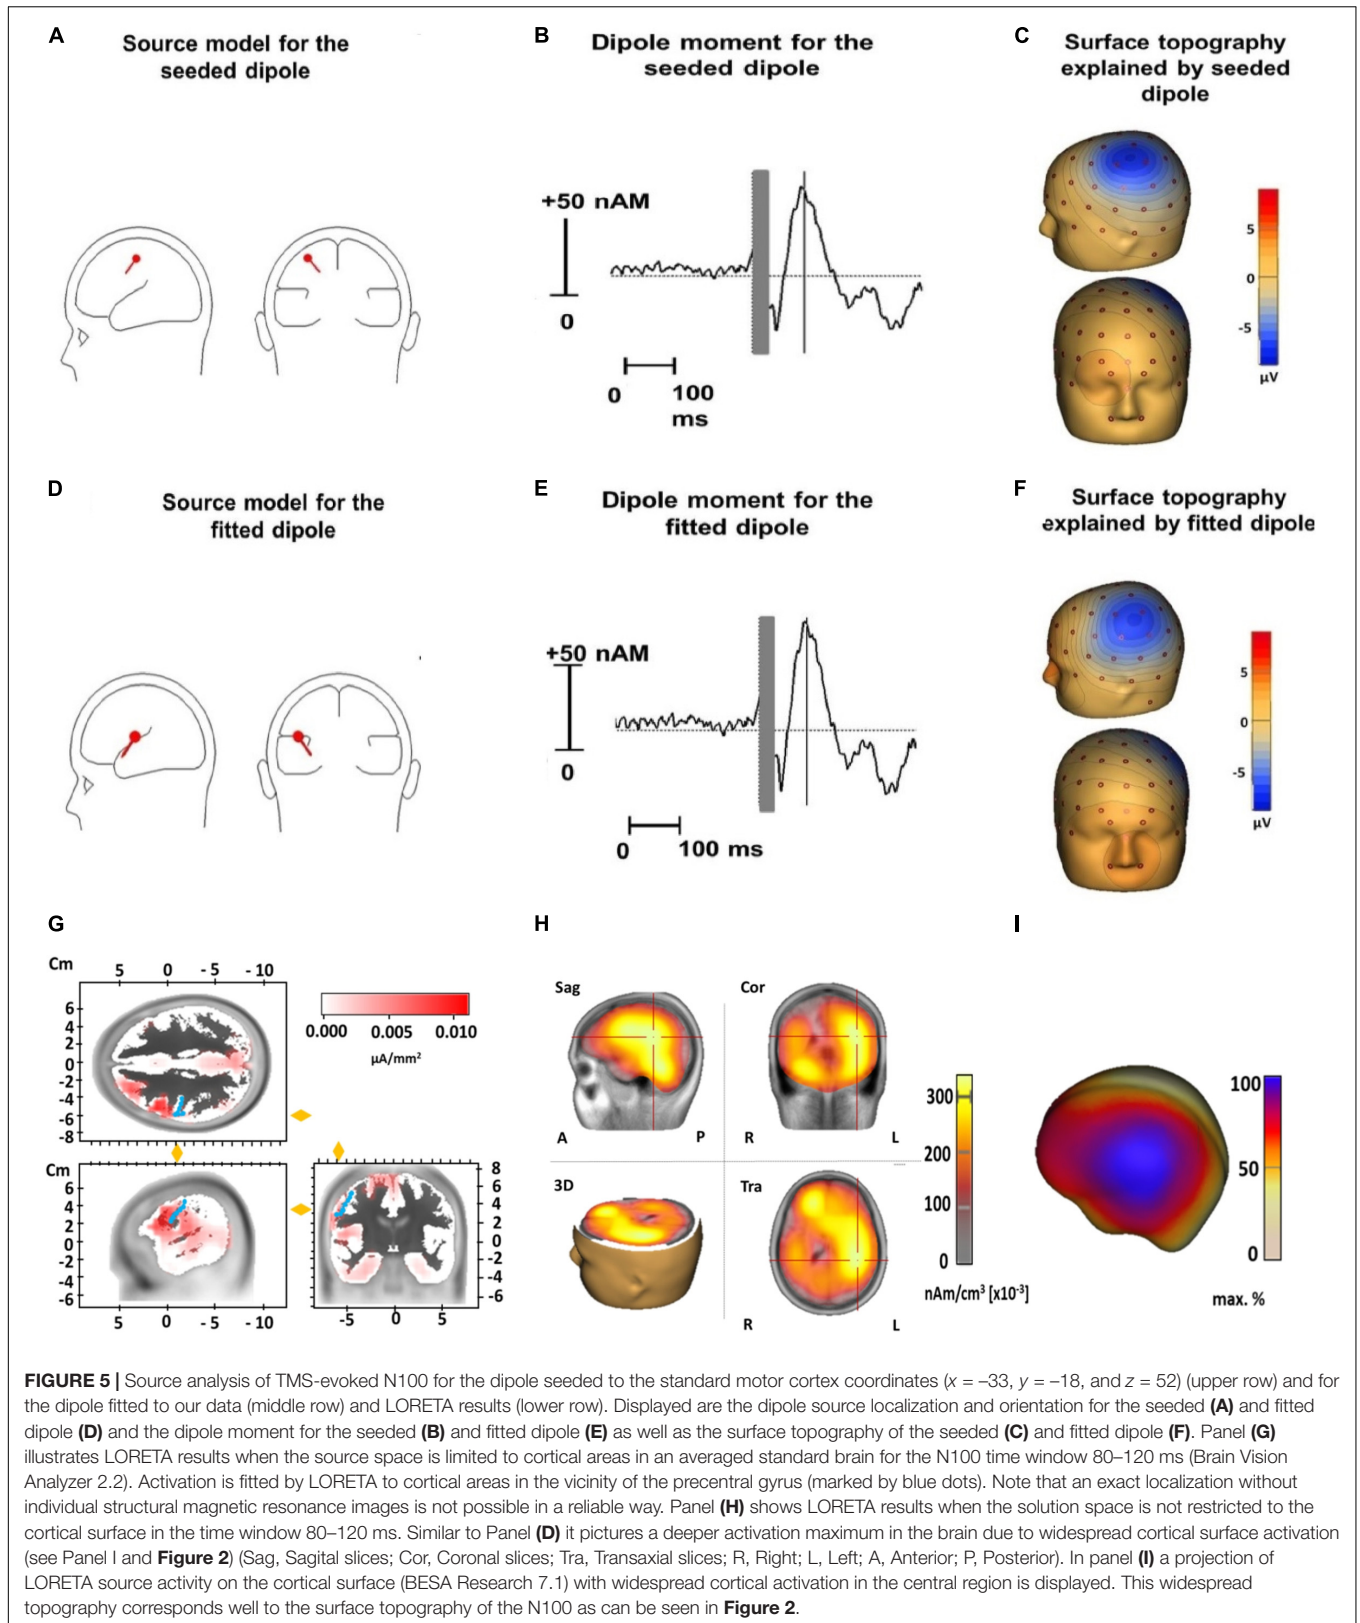 A
Source model for the
seeded dipole
B
Dipole moment for the
seeded dipole
+50 nAM
0
0
100
ms
C
Surface topography
explained by seeded
dipole
5
0
-5
µV
D
Source model for the
fitted dipole
E
Dipole moment for the
fitted dipole
+50 nAM
0
0
100 ms
F
Surface topography
explained by fitted dipole
5
0
-5
µV
G
Cm
5 0 - 5 - 10
6
4
2
0
-2
-4
-6
-8
0.000 0.005 0.010
µA/mm²
Cm
6
4
2
0
-2
-4
-6
5 0 - 5 - 10
8
6
4
2
0
-2
-4
-6
-5 0 5
H
Sag
A P
Cor
R L
3D
Tra
R L
300
200
100
0
nAm/cm³ [x10⁻³]
I
100
50
0
max. %
FIGURE 5 | Source analysis of TMS-evoked N100 for the dipole seeded to the standard motor cortex coordinates (x = –33, y = –18, and z = 52) (upper row) and for
the dipole fitted to our data (middle row) and LORETA results (lower row). Displayed are the dipole source localization and orientation for the seeded (A) and fitted
dipole (D) and the dipole moment for the seeded (B) and fitted dipole (E) as well as the surface topography of the seeded (C) and fitted dipole (F). Panel (G)
illustrates LORETA results when the source space is limited to cortical areas in an averaged standard brain for the N100 time window 80–120 ms (Brain Vision
Analyzer 2.2). Activation is fitted by LORETA to cortical areas in the vicinity of the precentral gyrus (marked by blue dots). Note that an exact localization without
individual structural magnetic resonance images is not possible in a reliable way. Panel (H) shows LORETA results when the solution space is not restricted to the
cortical surface in the time window 80–120 ms. Similar to Panel (D) it pictures a deeper activation maximum in the brain due to widespread cortical surface activation
(see Panel I and Figure 2) (Sag, Sagital slices; Cor, Coronal slices; Tra, Transaxial slices; R, Right; L, Left; A, Anterior; P, Posterior). In panel (I) a projection of
LORETA source activity on the cortical surface (BESA Research 7.1) with widespread cortical activation in the central region is displayed. This widespread
topography corresponds well to the surface topography of the N100 as can be seen in Figure 2.